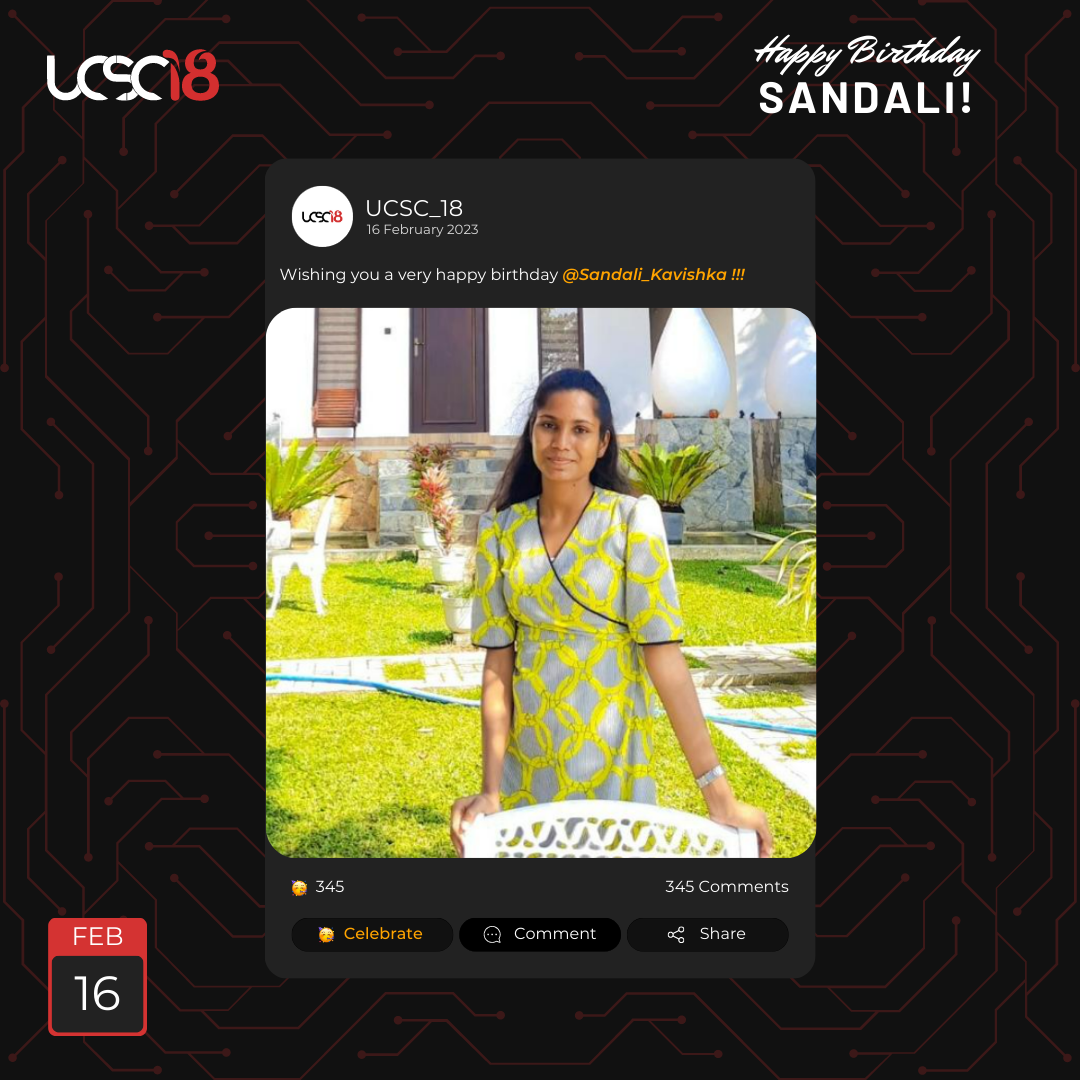 UCSC18
Happy Birthday
SANDALI!
UCSC18
UCSC_18
16 February 2023
Wishing you a very happy birthday @Sandali_Kavishka !!!
345
345 Comments
Celebrate
Comment
Share
FEB
16